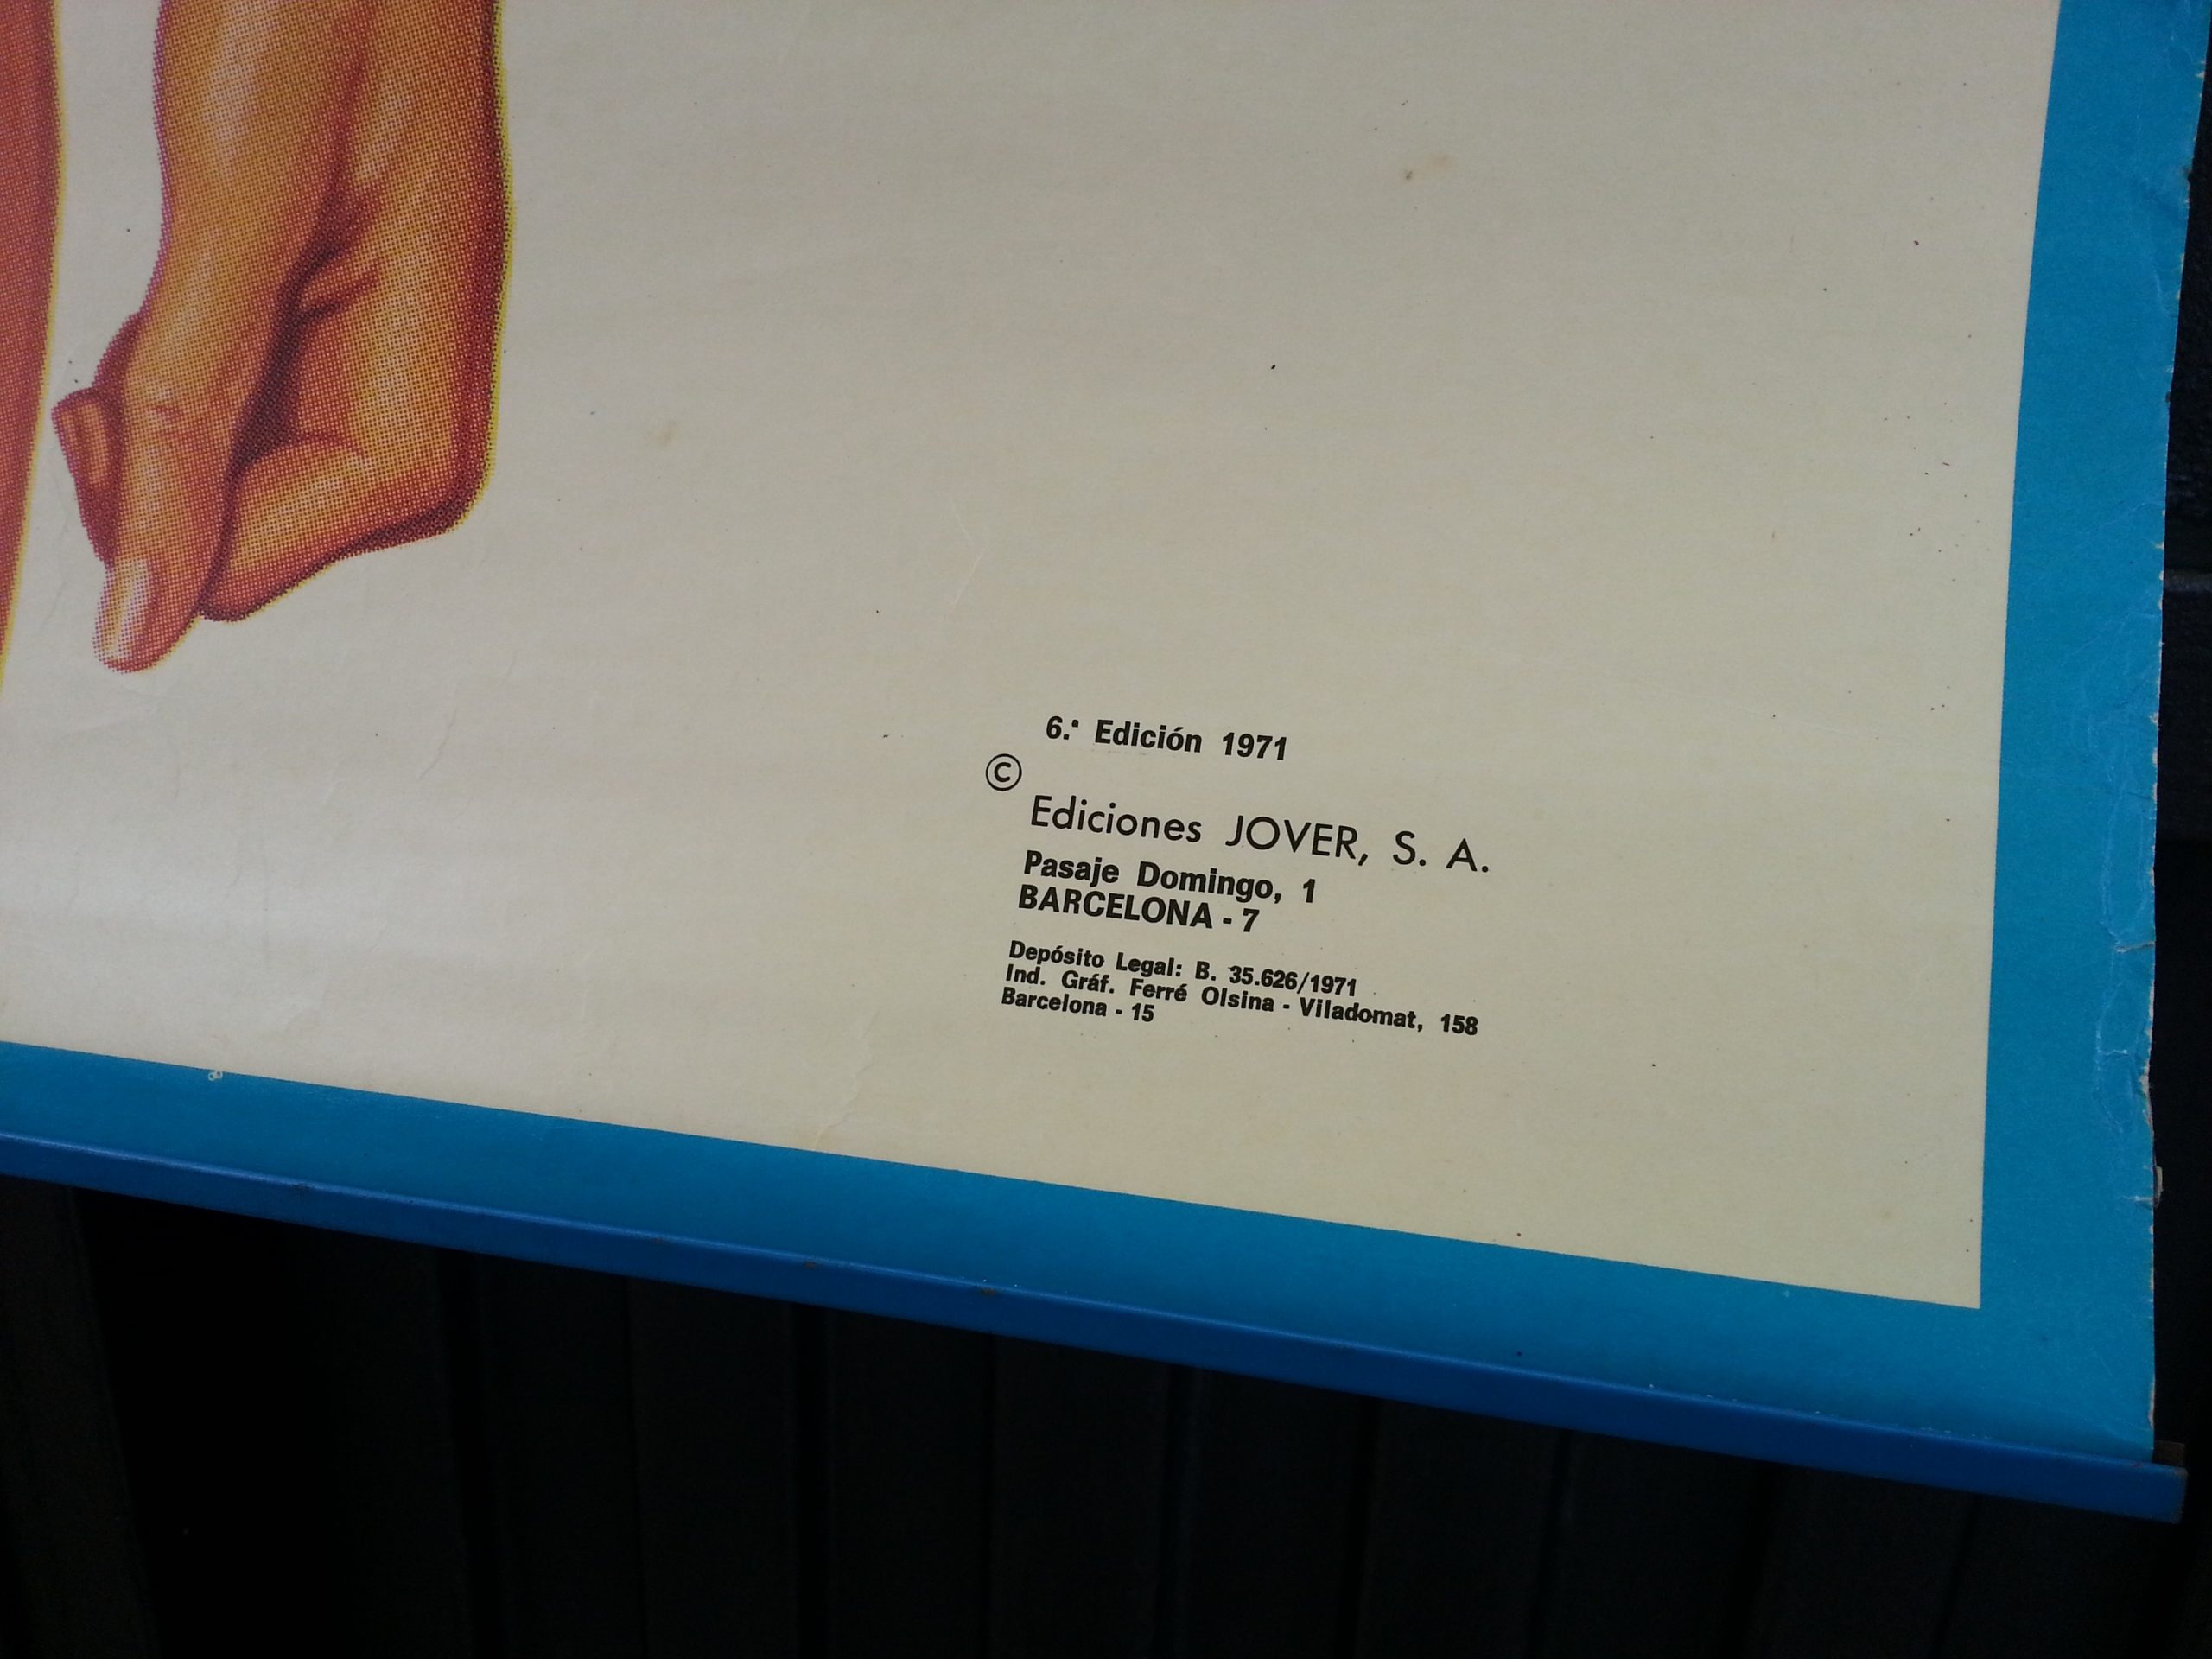 6.ª Edición 1971
©
Ediciones JOVER, S. A.
Pasaje Domingo, 1
BARCELONA - 7
Depósito Legal: B. 35.626/1971
Ind. Gráf. Ferré Olsina - Viladomat, 158
Barcelona - 15